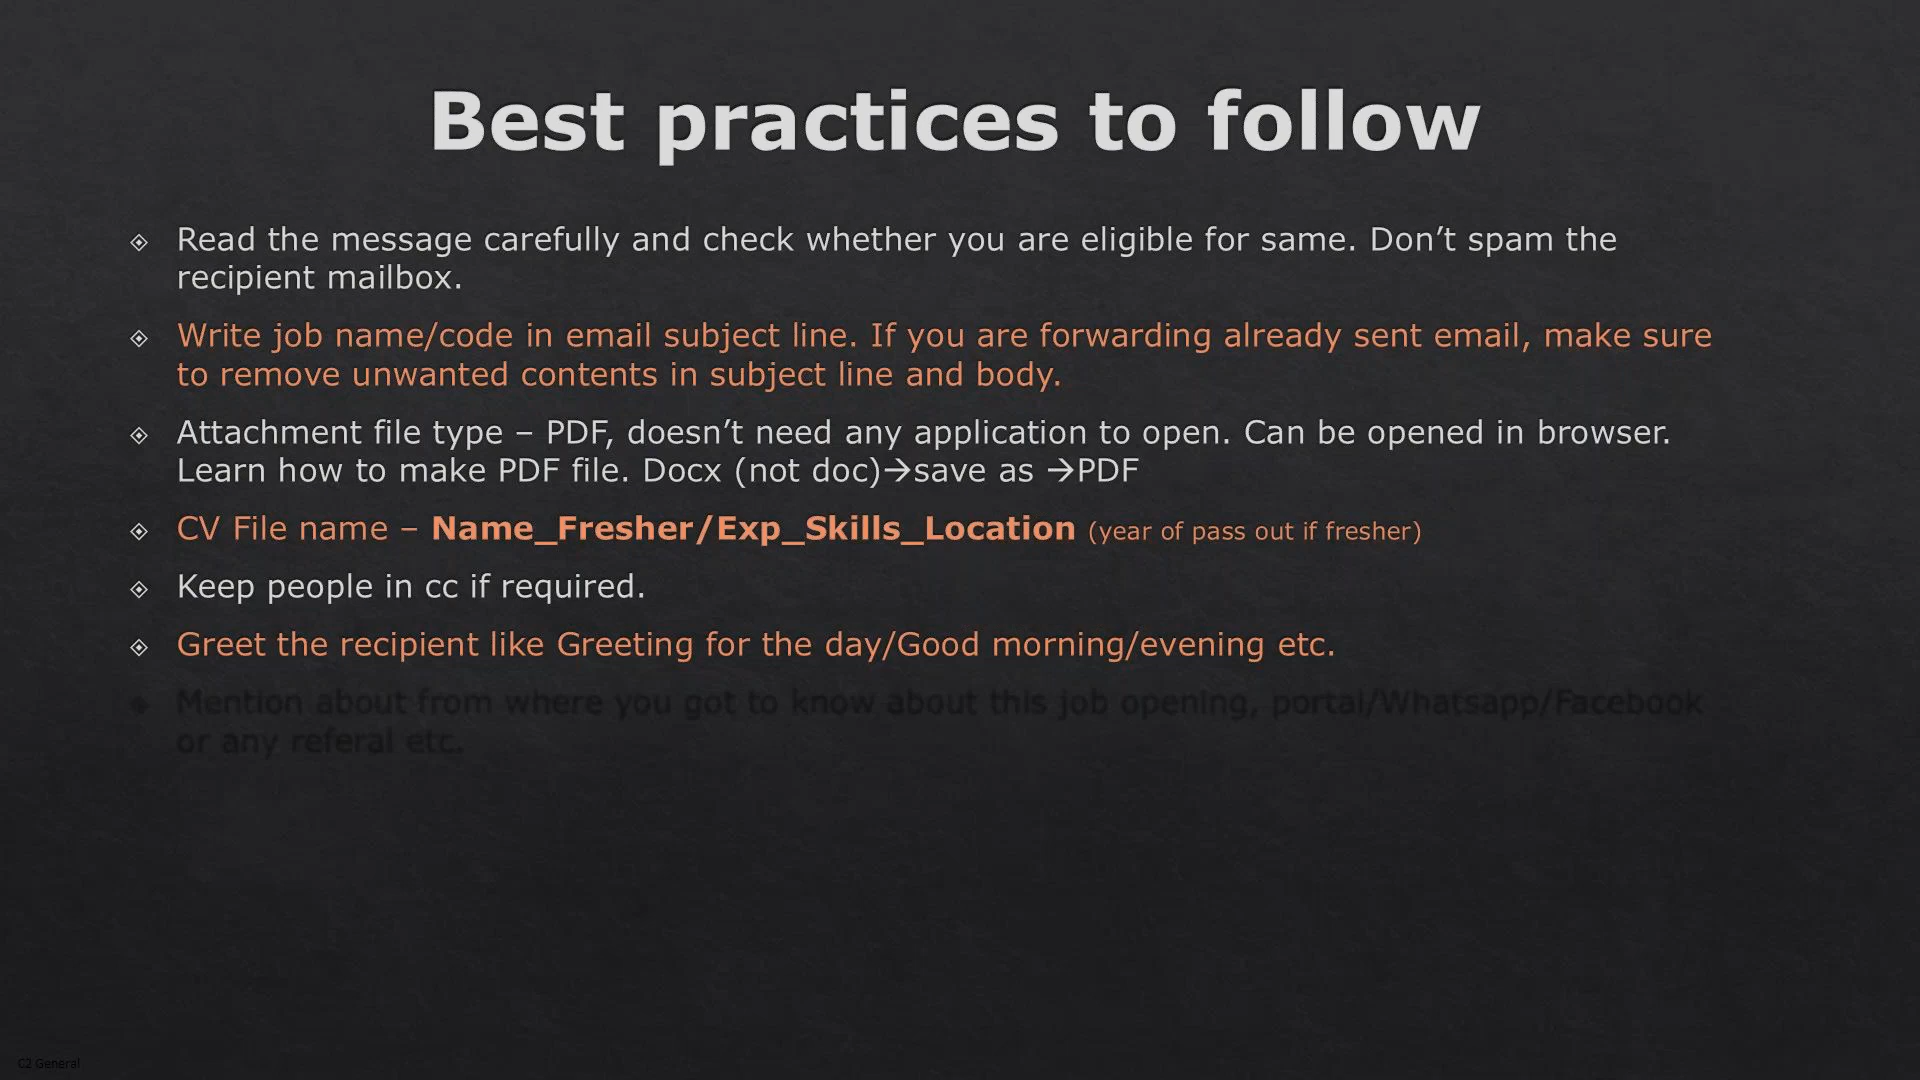 Best practices to follow
Read the message carefully and check whether you are eligible for same. Don’t spam the
recipient mailbox.
Write job name/code in email subject line. If you are forwarding already sent email, make sure
to remove unwanted contents in subject line and body.
Attachment file type – PDF, doesn’t need any application to open. Can be opened in browser.
Learn how to make PDF file. Docx (not doc)→save as →PDF
CV File name – Name_Fresher/Exp_Skills_Location (year of pass out if fresher)
Keep people in cc if required.
Greet the recipient like Greeting for the day/Good morning/evening etc.
Mention about from where you got to know about this job opening, portal/Whatsapp/Facebook
or any referal etc.
C2 General